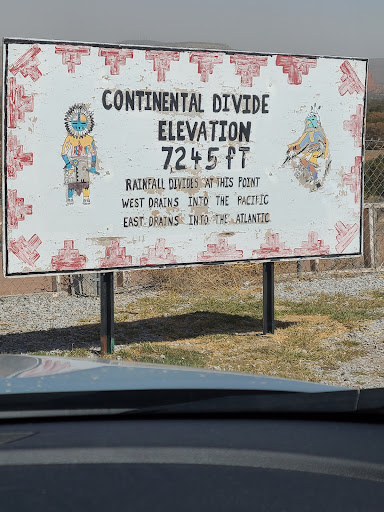 CONTINENTAL DIVIDE
ELEVATION
7245 fT
RAINFALL DIVIDES AT THIS POINT
WEST DRAINS INTO THE PACIFIC
EAST DRAINS INTO THE ATLANTIC